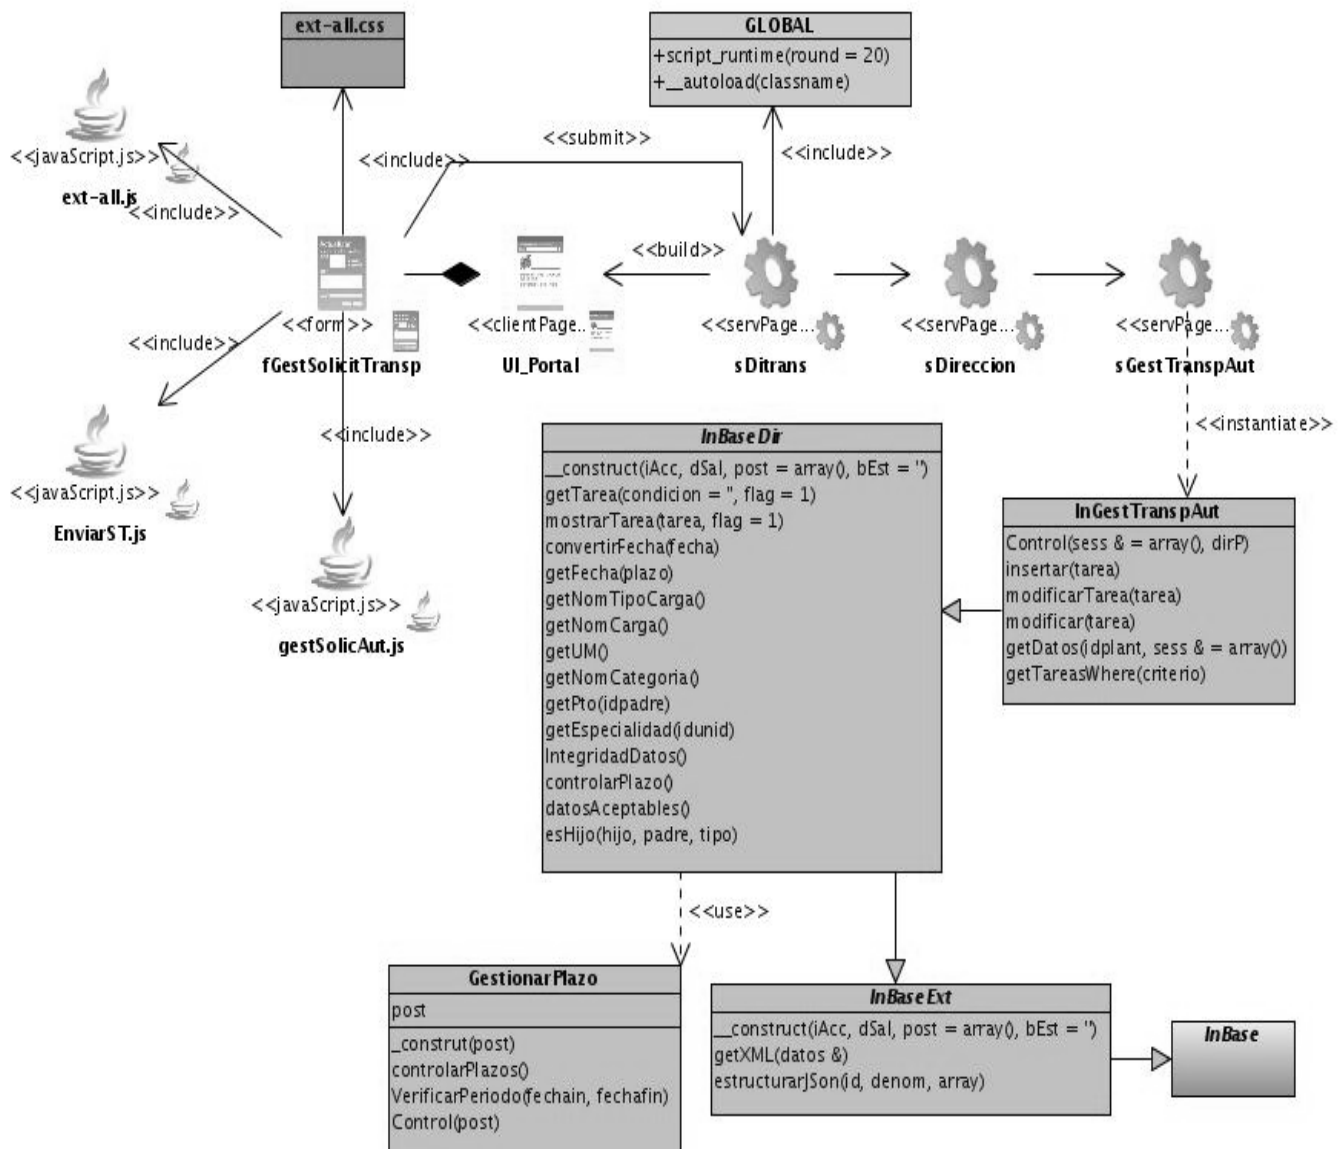 ext-all.css
GLOBAL
+script_runtime(round = 20)
+__autoload(classname)
<<submit>>
<<javaScript.js>>
ext-all.js
<<include>>
<<include>>
<<include>>
<<build>>
<<include>>
<<form>>
fGestSolicitTransp
<<clientPage...
UI_Portal
<<servPage...
sDitrans
<<servPage...
sDireccion
<<servPage...
sGestTranspAut
<<include>>
<<instantiate>>
<<javaScript.js>>
EnviarST.js
<<javaScript.js>>
gestSolicAut.js
InBaseDir
__construct(iAcc, dSal, post = array(), bEst = '')
getTarea(condicion = '', flag = 1)
mostrarTarea(tarea, flag = 1)
convertirFecha(fecha)
getFecha(plazo)
getNomTipoCarga()
getNomCarga()
getUM()
getNomCategoria()
getPto(idpadre)
getEspecialidad(idunid)
IntegridadDatos()
controlarPlazo()
datosAceptables()
esHijo(hijo, padre, tipo)
InGestTranspAut
Control(sess & = array(), dirP)
insertar(tarea)
modificarTarea(tarea)
modificar(tarea)
getDatos(idplant, sess & = array())
getTareasWhere(criterio)
<<use>>
GestionarPlazo
post
_construt(post)
controlarPlazos()
VerificarPeriodo(fechain, fechafin)
Control(post)
InBaseExt
__construct(iAcc, dSal, post = array(), bEst = '')
getXML(datos &)
estructurarJSon(id, denom, array)
InBase